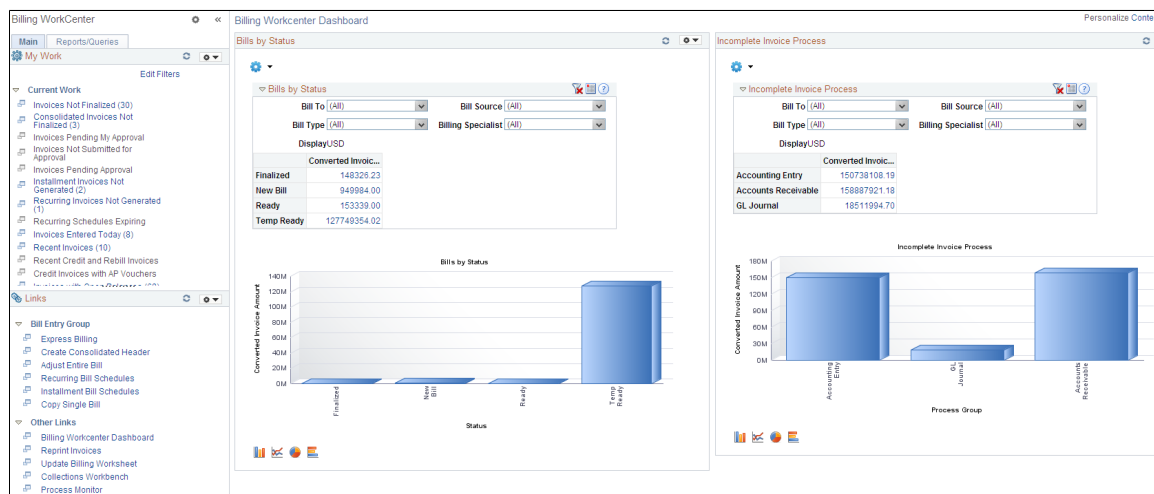 Billing WorkCenter
«
Main
Reports/Queries
My Work
Edit Filters
Current Work
Invoices Not Finalized (30)
Consolidated Invoices Not
Finalized (3)
Invoices Pending My Approval
Invoices Not Submitted for
Approval
Invoices Pending Approval
Installment Invoices Not
Generated (2)
Recurring Invoices Not Generated
(1)
Recurring Schedules Expiring
Invoices Entered Today (8)
Recent Invoices (10)
Recent Credit and Rebill Invoices
Credit Invoices with AP Vouchers
Links
Bill Entry Group
Express Billing
Create Consolidated Header
Adjust Entire Bill
Recurring Bill Schedules
Installment Bill Schedules
Copy Single Bill
Other Links
Billing Workcenter Dashboard
Reprint Invoices
Update Billing Worksheet
Collections Workbench
Process Monitor
Billing Workcenter Dashboard
Personalize Conte
Bills by Status
Bills by Status
?
Bill To (All)
Bill Source (All)
Bill Type (All)
Billing Specialist (All)
DisplayUSD
Converted Invoic...
Finalized 148326.23
New Bill 949984.00
Ready 153339.00
Temp Ready 127749354.02
Bills by Status
Converted Invoice Amount
140M
120M
100M
80M
60M
40M
20M
0M
Finalized
New
Bill
Ready
Temp
Ready
Status
Incomplete Invoice Process
Incomplete Invoice Process
?
Bill To (All)
Bill Source (All)
Bill Type (All)
Billing Specialist (All)
DisplayUSD
Converted Invoic...
Accounting Entry 150738108.19
Accounts Receivable 158887921.18
GL Journal 18511994.70
Incomplete Invoice Process
Converted Invoice Amount
180M
150M
120M
90M
60M
30M
0M
Accounting
Entry
GL
Journal
Accounts
Receivable
Process Group